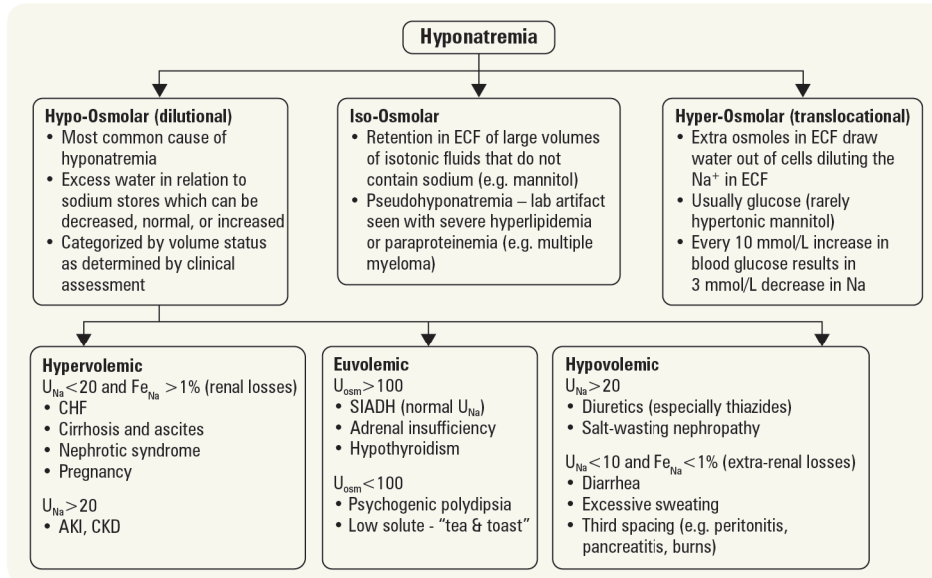 Hyponatremia
Hypo-Osmolar (dilutional)
• Most common cause of
hyponatremia
• Excess water in relation to
sodium stores which can be
decreased, normal, or increased
• Categorized by volume status
as determined by clinical
assessment
Iso-Osmolar
• Retention in ECF of large volumes
of isotonic fluids that do not
contain sodium (e.g. mannitol)
• Pseudohyponatremia – lab artifact
seen with severe hyperlipidemia
or paraproteinemia (e.g. multiple
myeloma)
Hyper-Osmolar (translocational)
• Extra osmoles in ECF draw
water out of cells diluting the
Na⁺ in ECF
• Usually glucose (rarely
hypertonic mannitol)
• Every 10 mmol/L increase in
blood glucose results in
3 mmol/L decrease in Na
Hypervolemic
UNa<20 and FeNa >1% (renal losses)
• CHF
• Cirrhosis and ascites
• Nephrotic syndrome
• Pregnancy
UNa>20
• AKI, CKD
Euvolemic
Uosm>100
• SIADH (normal UNa)
• Adrenal insufficiency
• Hypothyroidism
Uosm<100
• Psychogenic polydipsia
• Low solute - “tea & toast”
Hypovolemic
UNa>20
• Diuretics (especially thiazides)
• Salt-wasting nephropathy
UNa<10 and FeNa<1% (extra-renal losses)
• Diarrhea
• Excessive sweating
• Third spacing (e.g. peritonitis,
pancreatitis, burns)